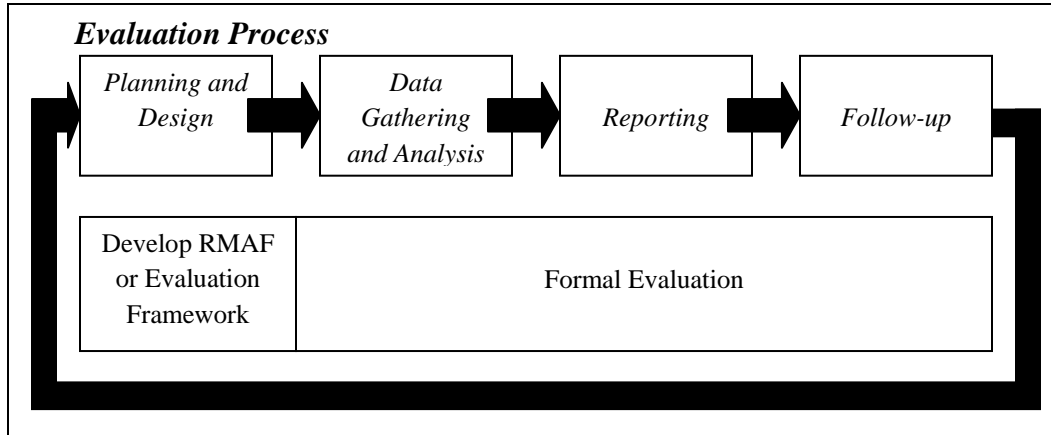 Evaluation Process
Planning and
Design
Data
Gathering
and Analysis
Reporting
Follow-up
Develop RMAF
or Evaluation
Framework
Formal Evaluation